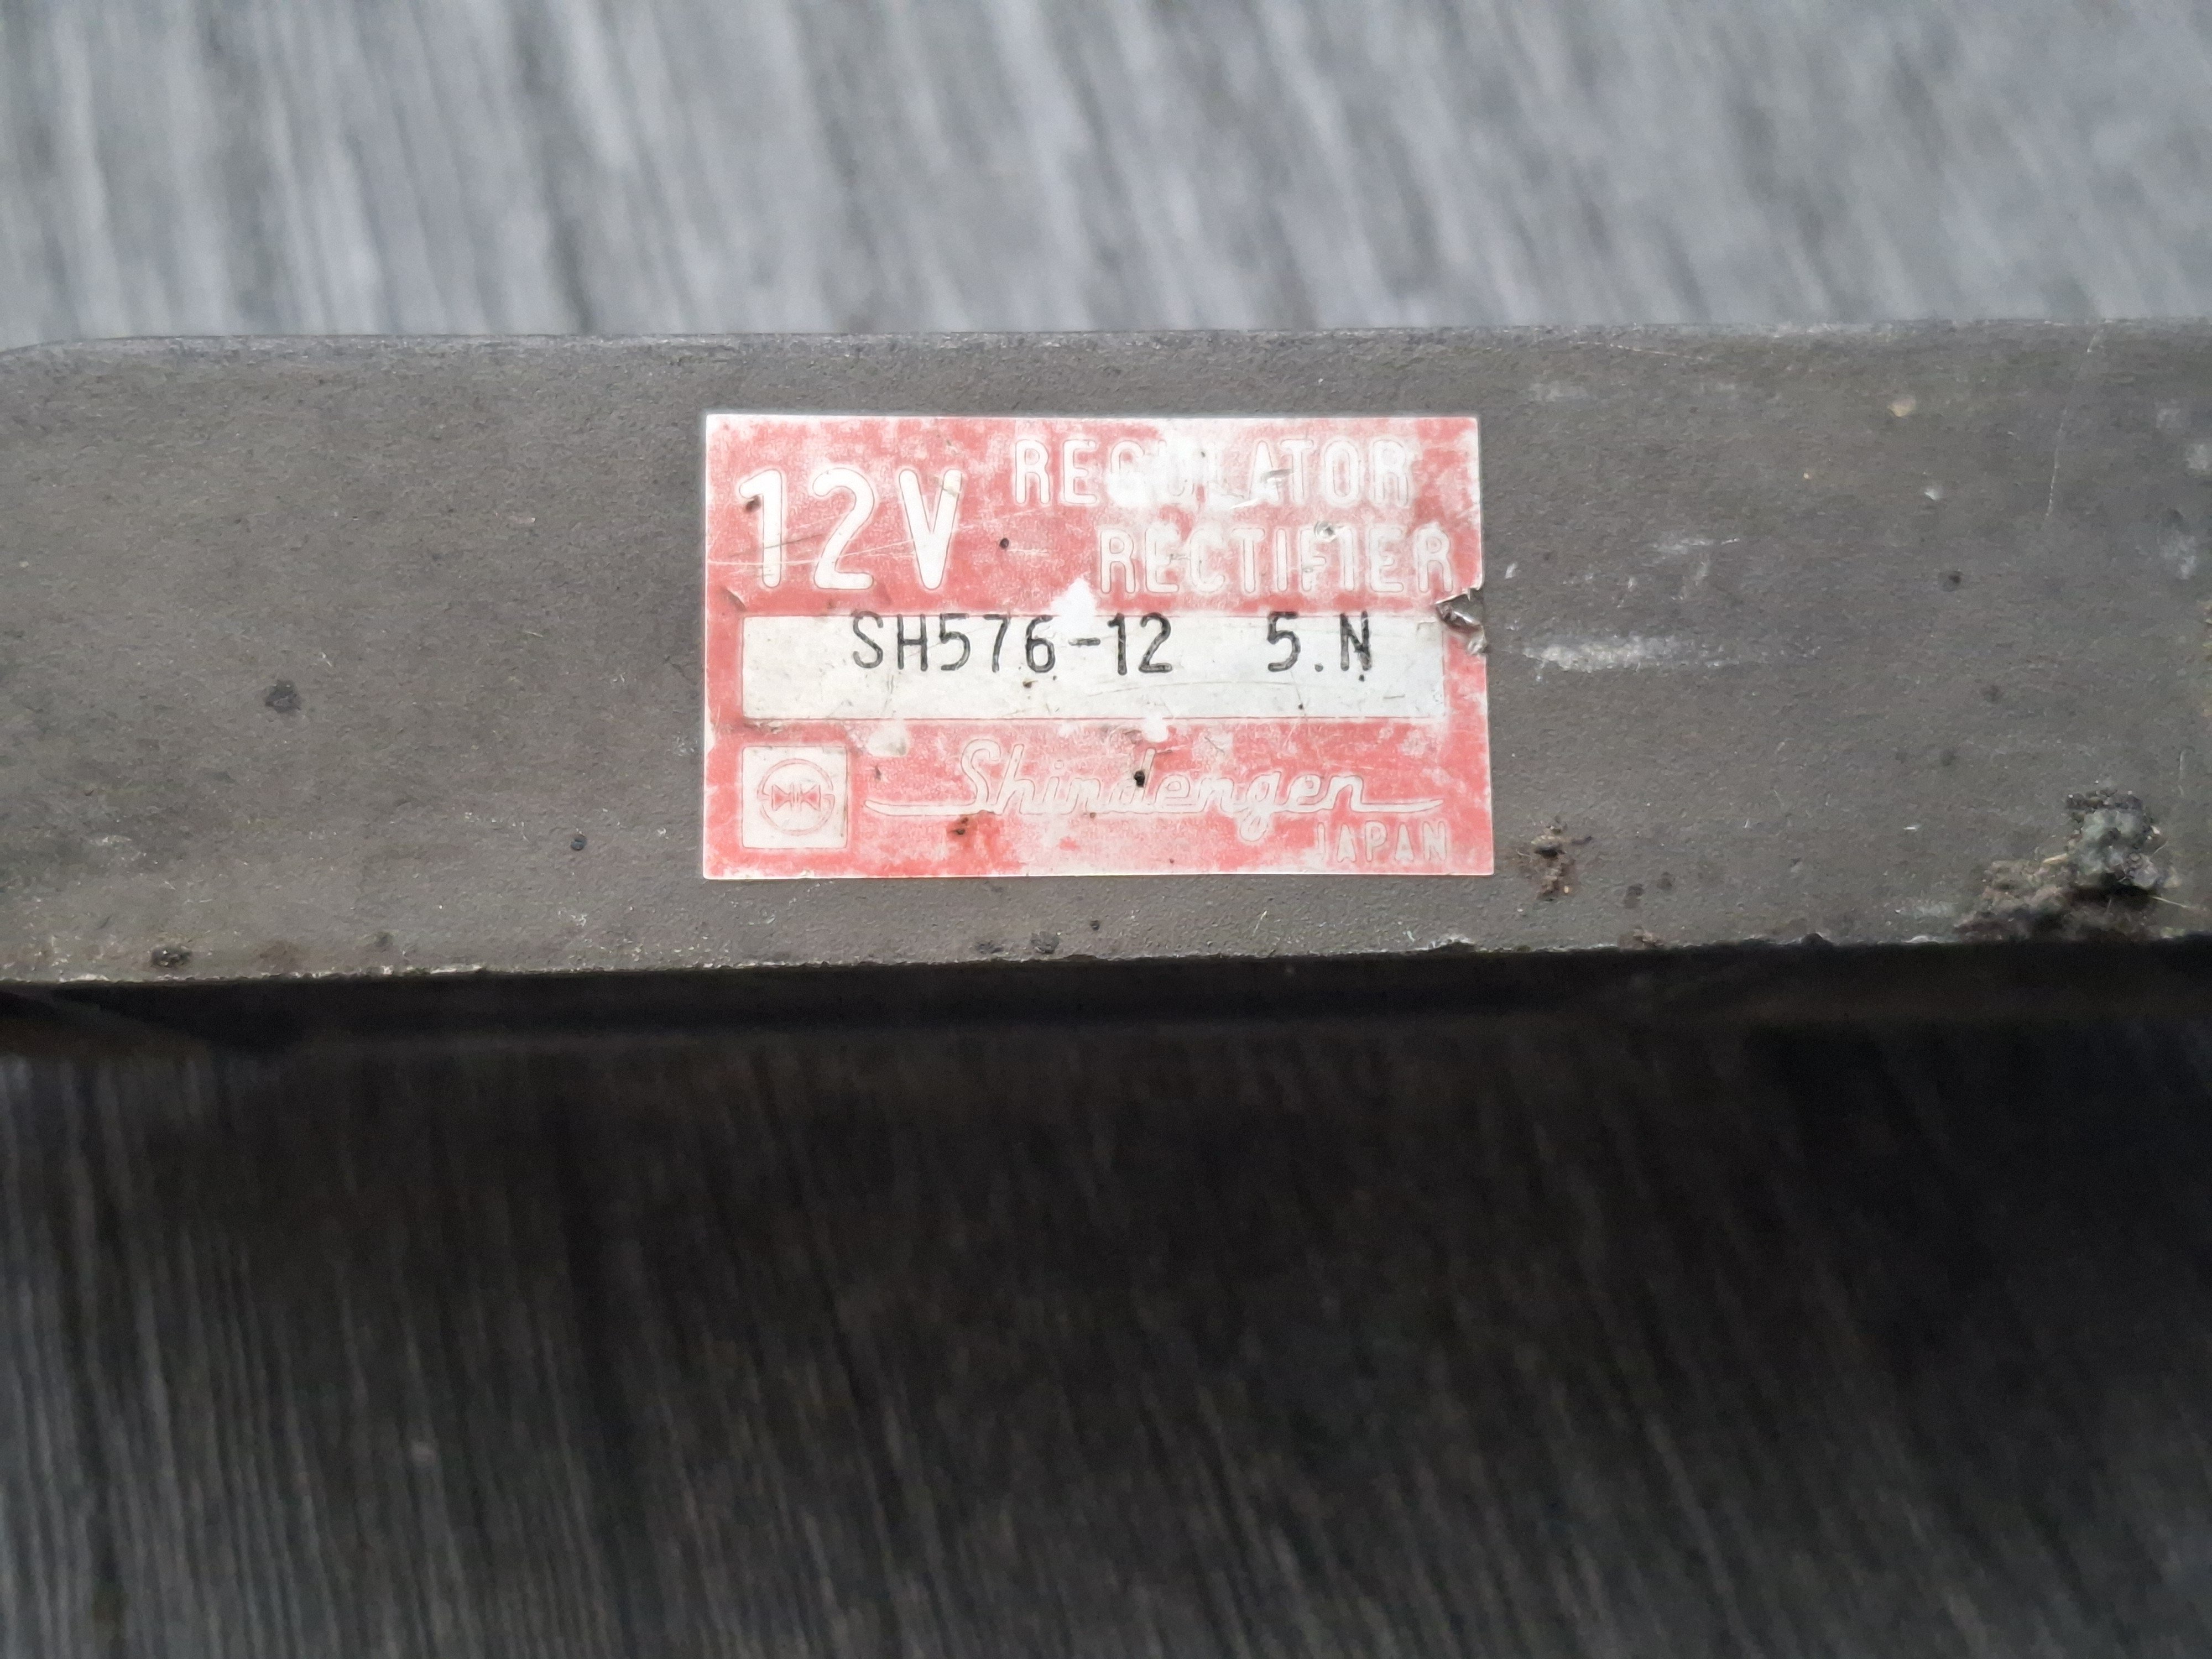 12V REGULATOR
RECTIFIER
SH576-12 5.N
Shindengen
JAPAN